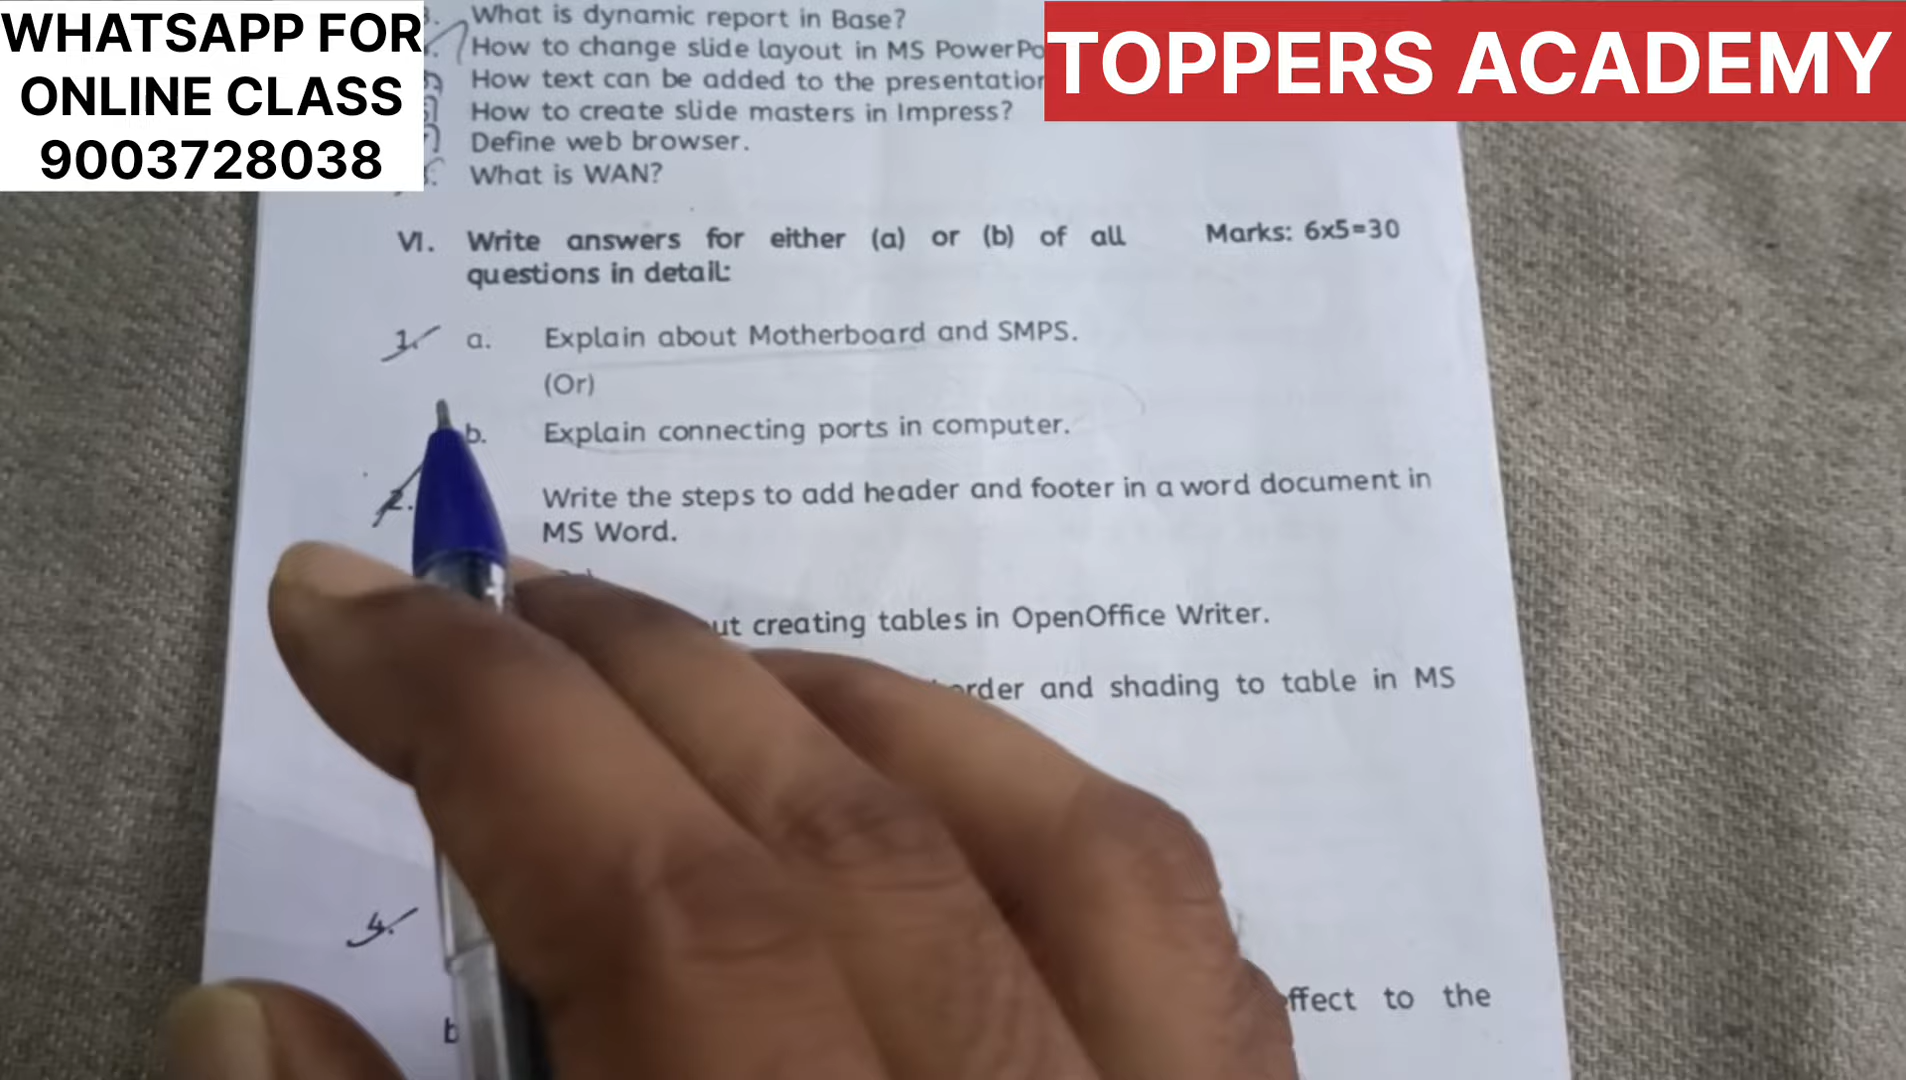 WHATSAPP FOR
ONLINE CLASS
9003728038
TOPPERS ACADEMY
What is dynamic report in Base?
How to change slide layout in MS
How text can be added to the
How to create slide masters in Impress?
Define web browser.
What is WAN?
VI. Write answers for either (a) or (b) of all questions in detail: Marks: 6x5=30
1. a. Explain about Motherboard and SMPS.
(Or)
b. Explain connecting ports in computer.
2. Write the steps to add header and footer in a word document in
MS Word.
creating tables in OpenOffice Writer.
and shading to table in MS
4.
b
to the